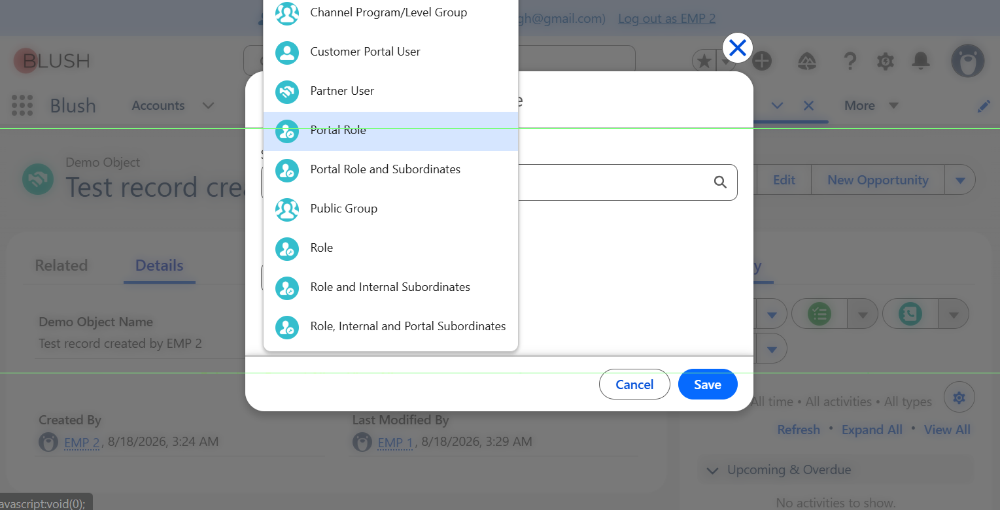 Channel Program/Level Group
gh@gmail.com) Log out as EMP 2
BLUSH
Customer Portal User
Partner User
Blush Accounts
e
More
Portal Role
Demo Object
Test record crea
Portal Role and Subordinates
Edit New Opportunity
Public Group
Role
Related Details
y
Role and Internal Subordinates
Demo Object Name
Test record created by EMP 2
Role, Internal and Portal Subordinates
Cancel Save
All time • All activities • All types
Created By
EMP 2, 8/18/2026, 3:24 AM
Last Modified By
EMP 1, 8/18/2026, 3:29 AM
Refresh • Expand All • View All
Upcoming & Overdue
No activities to show.
avascript:void(0);